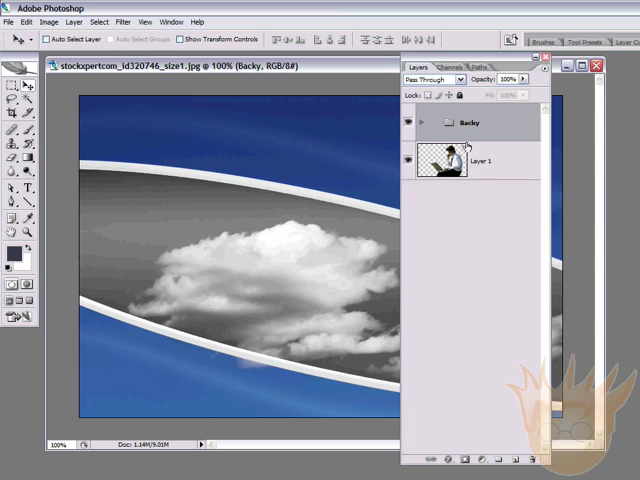 Adobe Photoshop
File Edit Image Layer Select Filter View Window Help
Auto Select Layer Auto Select Groups Show Transform Controls
Brushes Tool Presets Layer Co
stockxpertcom_id320746_size1.jpg @ 100% (Backy, RGB/8#)
Layers Channels Paths
Pass Through Opacity: 100%
Lock: Fill: 100%
Backy
Layer 1
100% Doc: 1.14M/9.01M